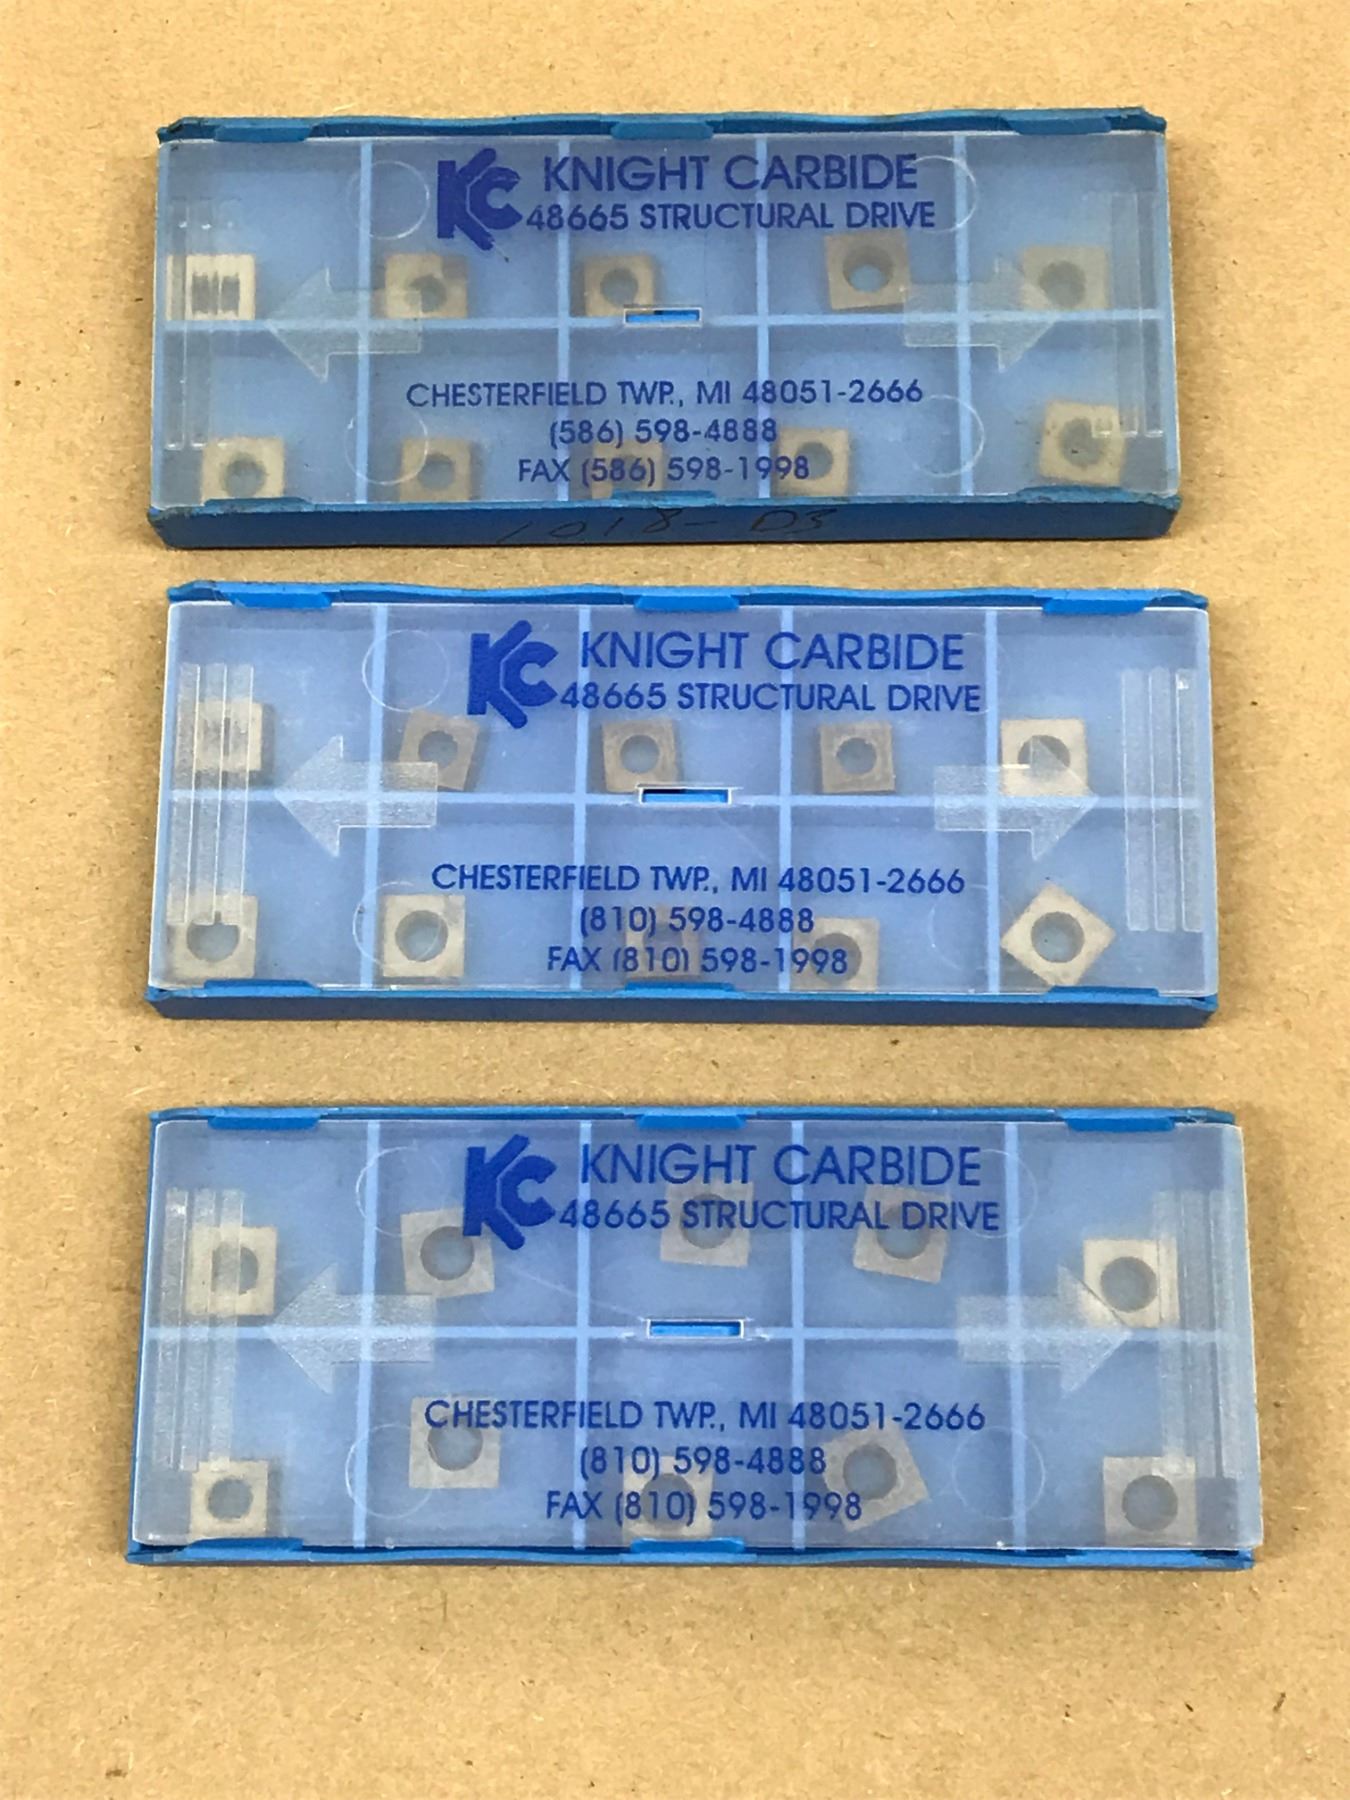 KC KNIGHT CARBIDE
48665 STRUCTURAL DRIVE
CHESTERFIELD TWP., MI 48051-2666
(586) 598-4888
FAX (586) 598-1998
1018-D3
KC KNIGHT CARBIDE
48665 STRUCTURAL DRIVE
CHESTERFIELD TWP., MI 48051-2666
(810) 598-4888
FAX (810) 598-1998
KC KNIGHT CARBIDE
48665 STRUCTURAL DRIVE
CHESTERFIELD TWP., MI 48051-2666
(810) 598-4888
FAX (810) 598-1998